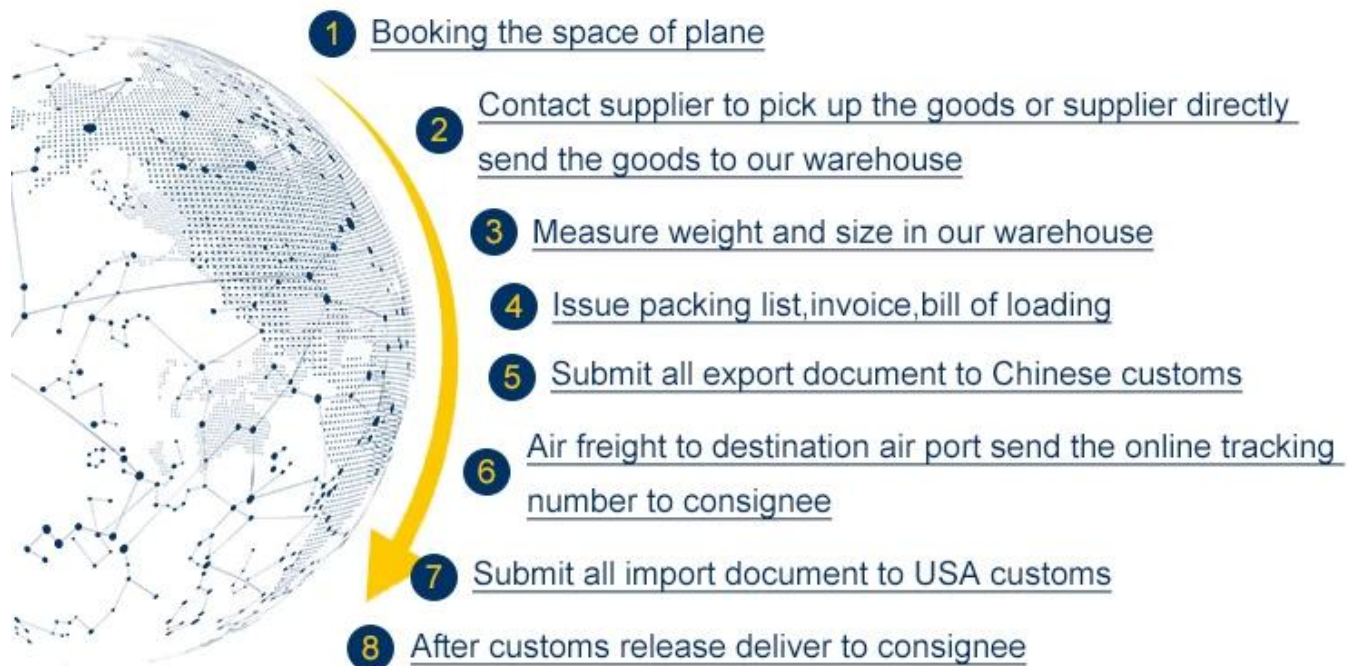 1 Booking the space of plane
2 Contact supplier to pick up the goods or supplier directly
send the goods to our warehouse
3 Measure weight and size in our warehouse
4 Issue packing list,invoice,bill of loading
5 Submit all export document to Chinese customs
6 Air freight to destination air port send the online tracking
number to consignee
7 Submit all import document to USA customs
8 After customs release deliver to consignee